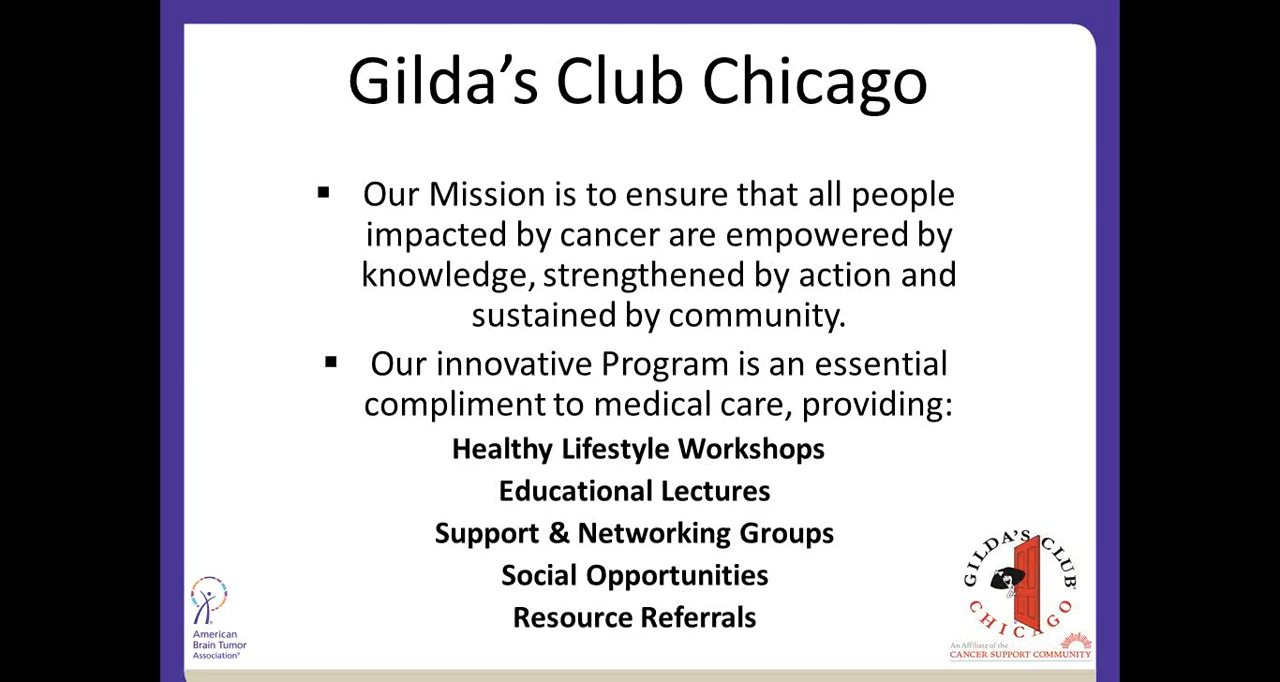 Gilda’s Club Chicago
▪ Our Mission is to ensure that all people
impacted by cancer are empowered by
knowledge, strengthened by action and
sustained by community.
▪ Our innovative Program is an essential
compliment to medical care, providing:
Healthy Lifestyle Workshops
Educational Lectures
Support & Networking Groups
Social Opportunities
Resource Referrals
American
Brain Tumor
Association®
GILDA'S CLUB
CHICAGO
An Affiliate of the
CANCER SUPPORT COMMUNITY